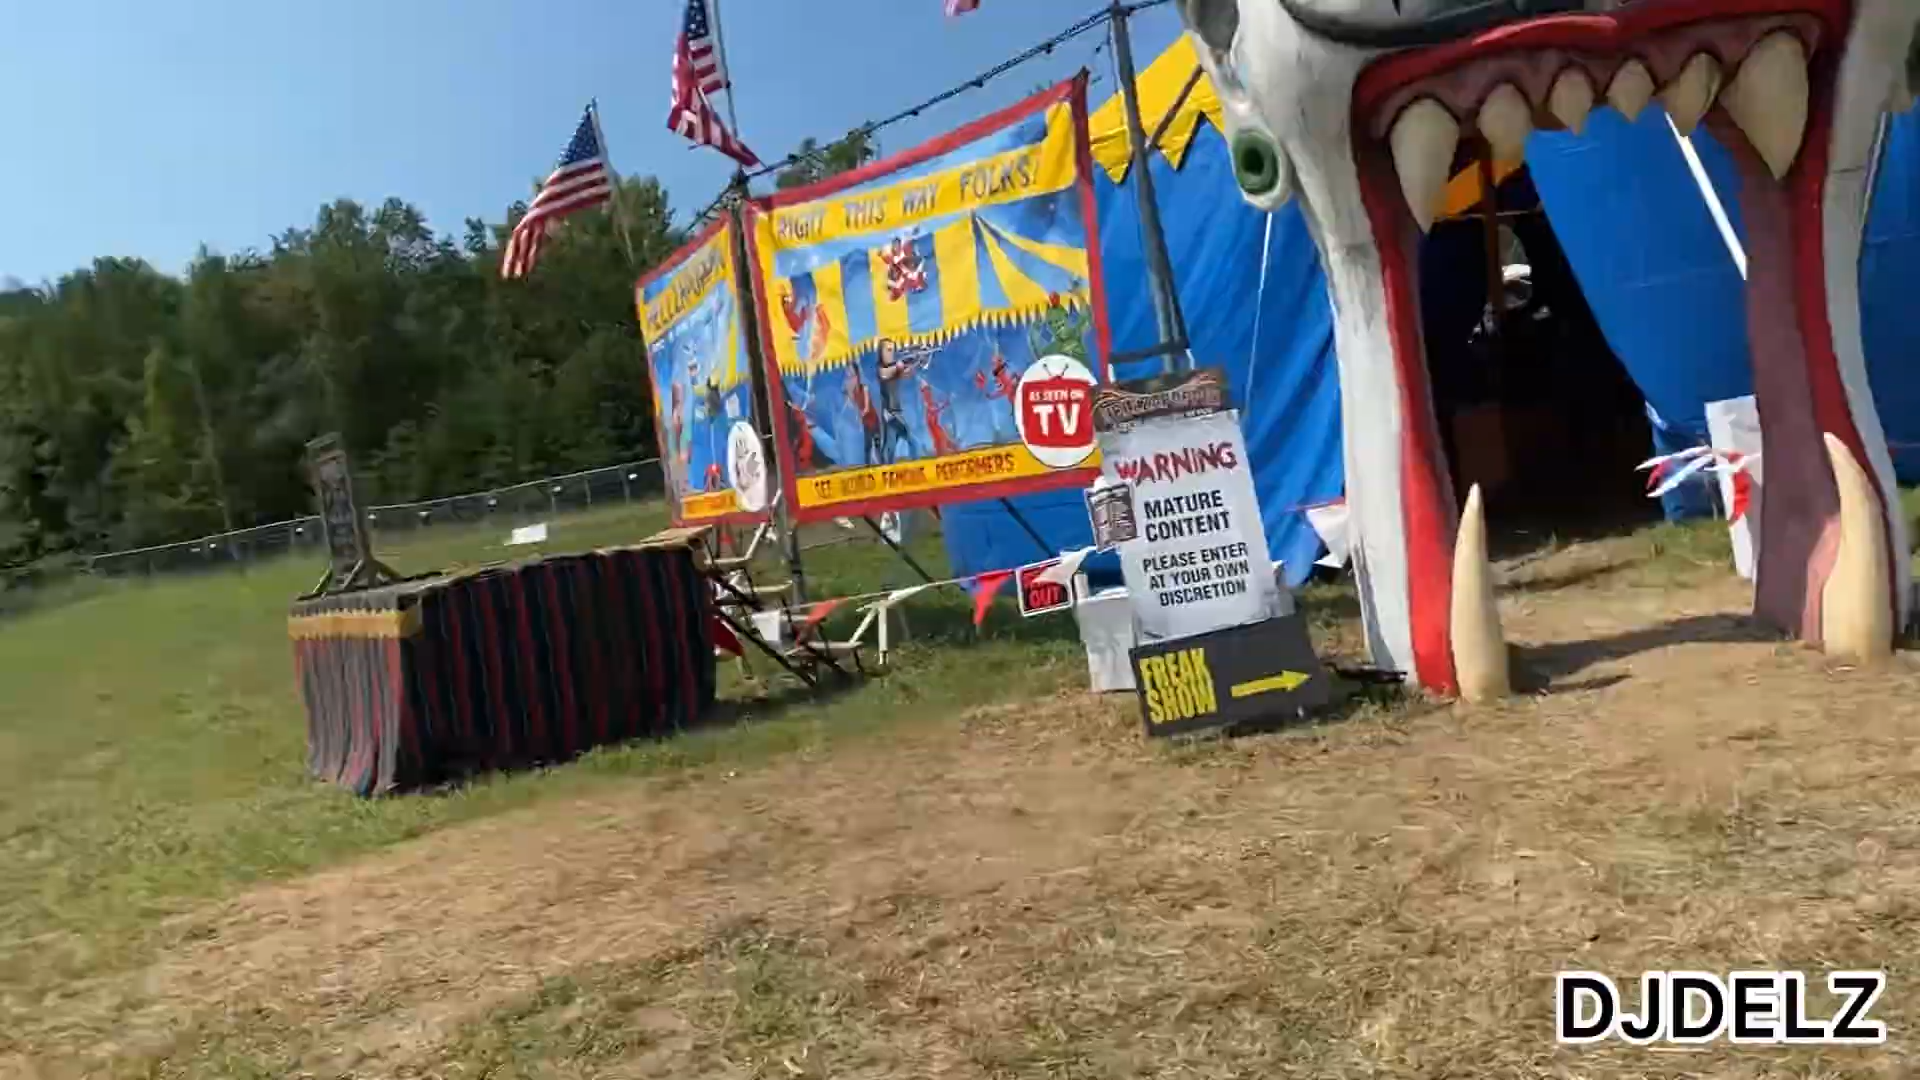 RIGHT THIS WAY FOLKS!
AS SEEN ON
TV
SEE WORLD FAMOUS PERFORMERS
WARNING
MATURE
CONTENT
PLEASE ENTER
AT YOUR OWN
DISCRETION
OUT
FREAK
SHOW
DJDELZ